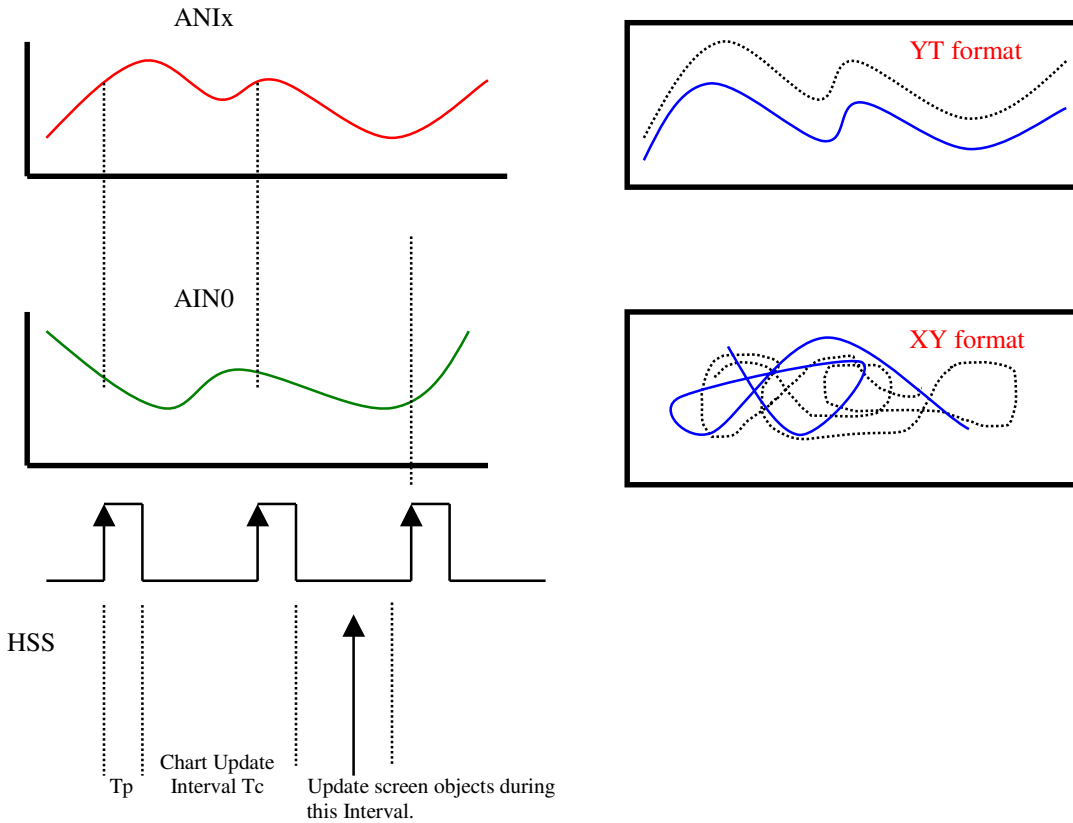 ANIx
YT format
AIN0
XY format
HSS
Tp
Chart Update
Interval Tc
Update screen objects during
this Interval.